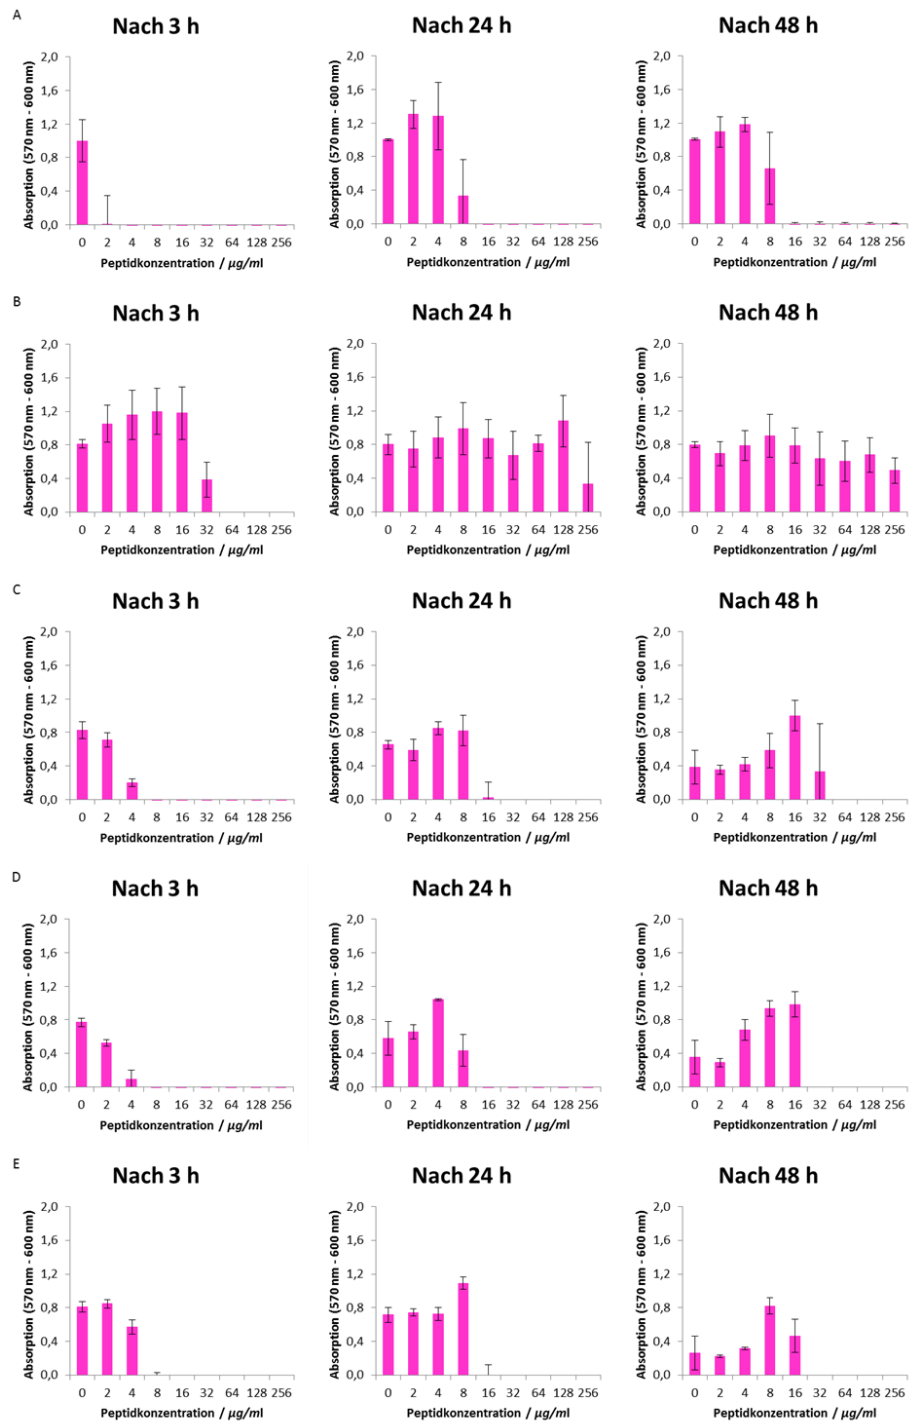 A
Nach 3 h Nach 24 h Nach 48 h
Absorption (570 nm - 600 nm) Absorption (570 nm - 600 nm) Absorption (570 nm - 600 nm)
2,0 2,0 2,0
1,6 1,6 1,6
1,2 1,2 1,2
0,8 0,8 0,8
0,4 0,4 0,4
0,0 0,0 0,0
0 2 4 8 16 32 64 128 256 0 2 4 8 16 32 64 128 256 0 2 4 8 16 32 64 128 256
Peptidkonzentration / µg/ml Peptidkonzentration / µg/ml Peptidkonzentration / µg/ml
B
Nach 3 h Nach 24 h Nach 48 h
Absorption (570 nm - 600 nm) Absorption (570 nm - 600 nm) Absorption (570 nm - 600 nm)
2,0 2,0 2,0
1,6 1,6 1,6
1,2 1,2 1,2
0,8 0,8 0,8
0,4 0,4 0,4
0,0 0,0 0,0
0 2 4 8 16 32 64 128 256 0 2 4 8 16 32 64 128 256 0 2 4 8 16 32 64 128 256
Peptidkonzentration / µg/ml Peptidkonzentration / µg/ml Peptidkonzentration / µg/ml
C
Nach 3 h Nach 24 h Nach 48 h
Absorption (570 nm - 600 nm) Absorption (570 nm - 600 nm) Absorption (570 nm - 600 nm)
2,0 2,0 2,0
1,6 1,6 1,6
1,2 1,2 1,2
0,8 0,8 0,8
0,4 0,4 0,4
0,0 0,0 0,0
0 2 4 8 16 32 64 128 256 0 2 4 8 16 32 64 128 256 0 2 4 8 16 32 64 128 256
Peptidkonzentration / µg/ml Peptidkonzentration / µg/ml Peptidkonzentration / µg/ml
D
Nach 3 h Nach 24 h Nach 48 h
Absorption (570 nm - 600 nm) Absorption (570 nm - 600 nm) Absorption (570 nm - 600 nm)
2,0 2,0 2,0
1,6 1,6 1,6
1,2 1,2 1,2
0,8 0,8 0,8
0,4 0,4 0,4
0,0 0,0 0,0
0 2 4 8 16 32 64 128 256 0 2 4 8 16 32 64 128 256 0 2 4 8 16 32 64 128 256
Peptidkonzentration / µg/ml Peptidkonzentration / µg/ml Peptidkonzentration / µg/ml
E
Nach 3 h Nach 24 h Nach 48 h
Absorption (570 nm - 600 nm) Absorption (570 nm - 600 nm) Absorption (570 nm - 600 nm)
2,0 2,0 2,0
1,6 1,6 1,6
1,2 1,2 1,2
0,8 0,8 0,8
0,4 0,4 0,4
0,0 0,0 0,0
0 2 4 8 16 32 64 128 256 0 2 4 8 16 32 64 128 256 0 2 4 8 16 32 64 128 256
Peptidkonzentration / µg/ml Peptidkonzentration / µg/ml Peptidkonzentration / µg/ml